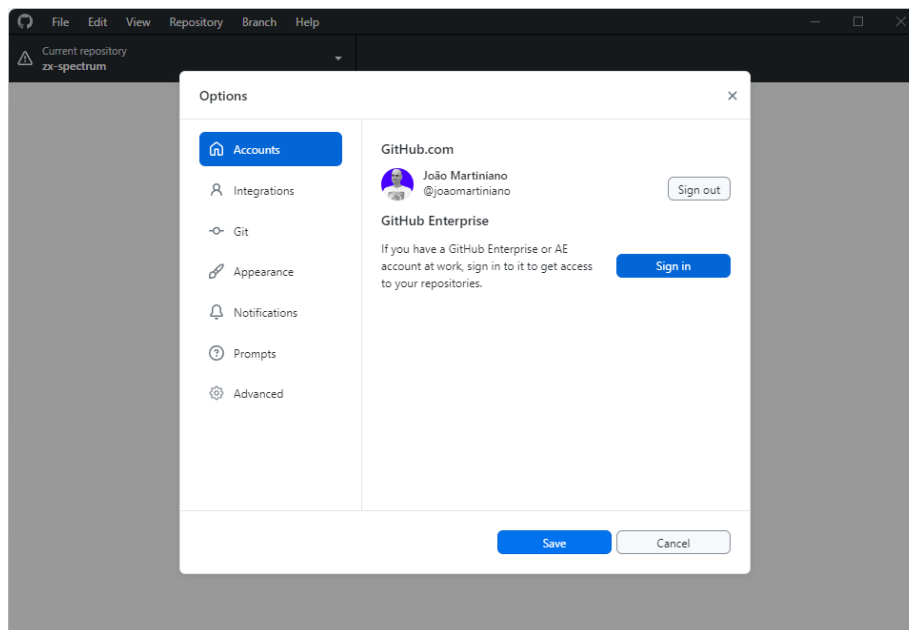 File Edit View Repository Branch Help
Current repository
zx-spectrum
Options
Accounts
Integrations
Git
Appearance
Notifications
Prompts
Advanced
GitHub.com
João Martiniano
@joaomartiniano
Sign out
GitHub Enterprise
If you have a GitHub Enterprise or AE
account at work, sign in to it to get access
to your repositories.
Sign in
Save Cancel